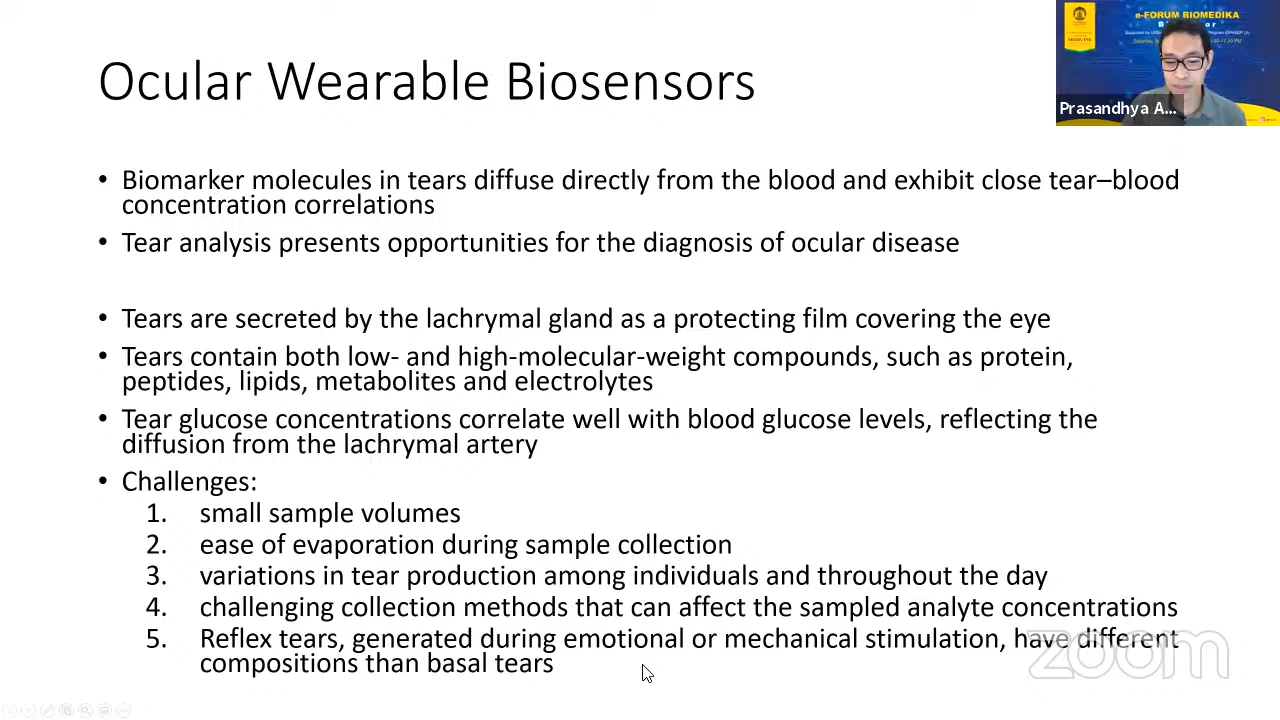 Ocular Wearable Biosensors
e-FORUM BIOMEDIKA
Prasandhya A...
• Biomarker molecules in tears diffuse directly from the blood and exhibit close tear–blood
concentration correlations
• Tear analysis presents opportunities for the diagnosis of ocular disease
• Tears are secreted by the lachrymal gland as a protecting film covering the eye
• Tears contain both low- and high-molecular-weight compounds, such as protein,
peptides, lipids, metabolites and electrolytes
• Tear glucose concentrations correlate well with blood glucose levels, reflecting the
diffusion from the lachrymal artery
• Challenges:
1. small sample volumes
2. ease of evaporation during sample collection
3. variations in tear production among individuals and throughout the day
4. challenging collection methods that can affect the sampled analyte concentrations
5. Reflex tears, generated during emotional or mechanical stimulation, have different
compositions than basal tears
zoom